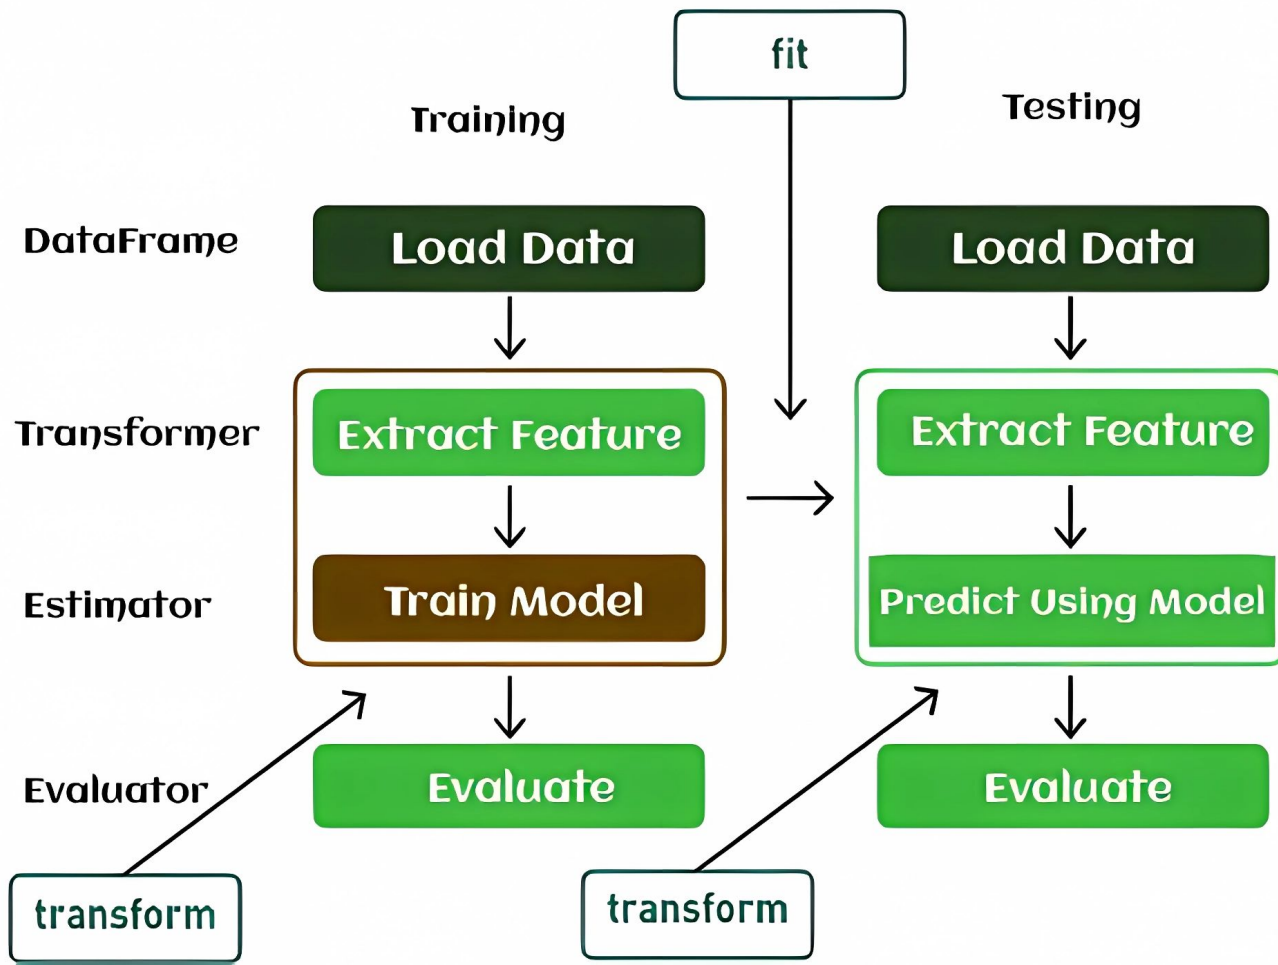 fit
Training
Testing
DataFrame
Load Data
Load Data
Transformer
Extract Feature
Extract Feature
Estimator
Train Model
Predict Using Model
Evaluator
Evaluate
Evaluate
transform
transform